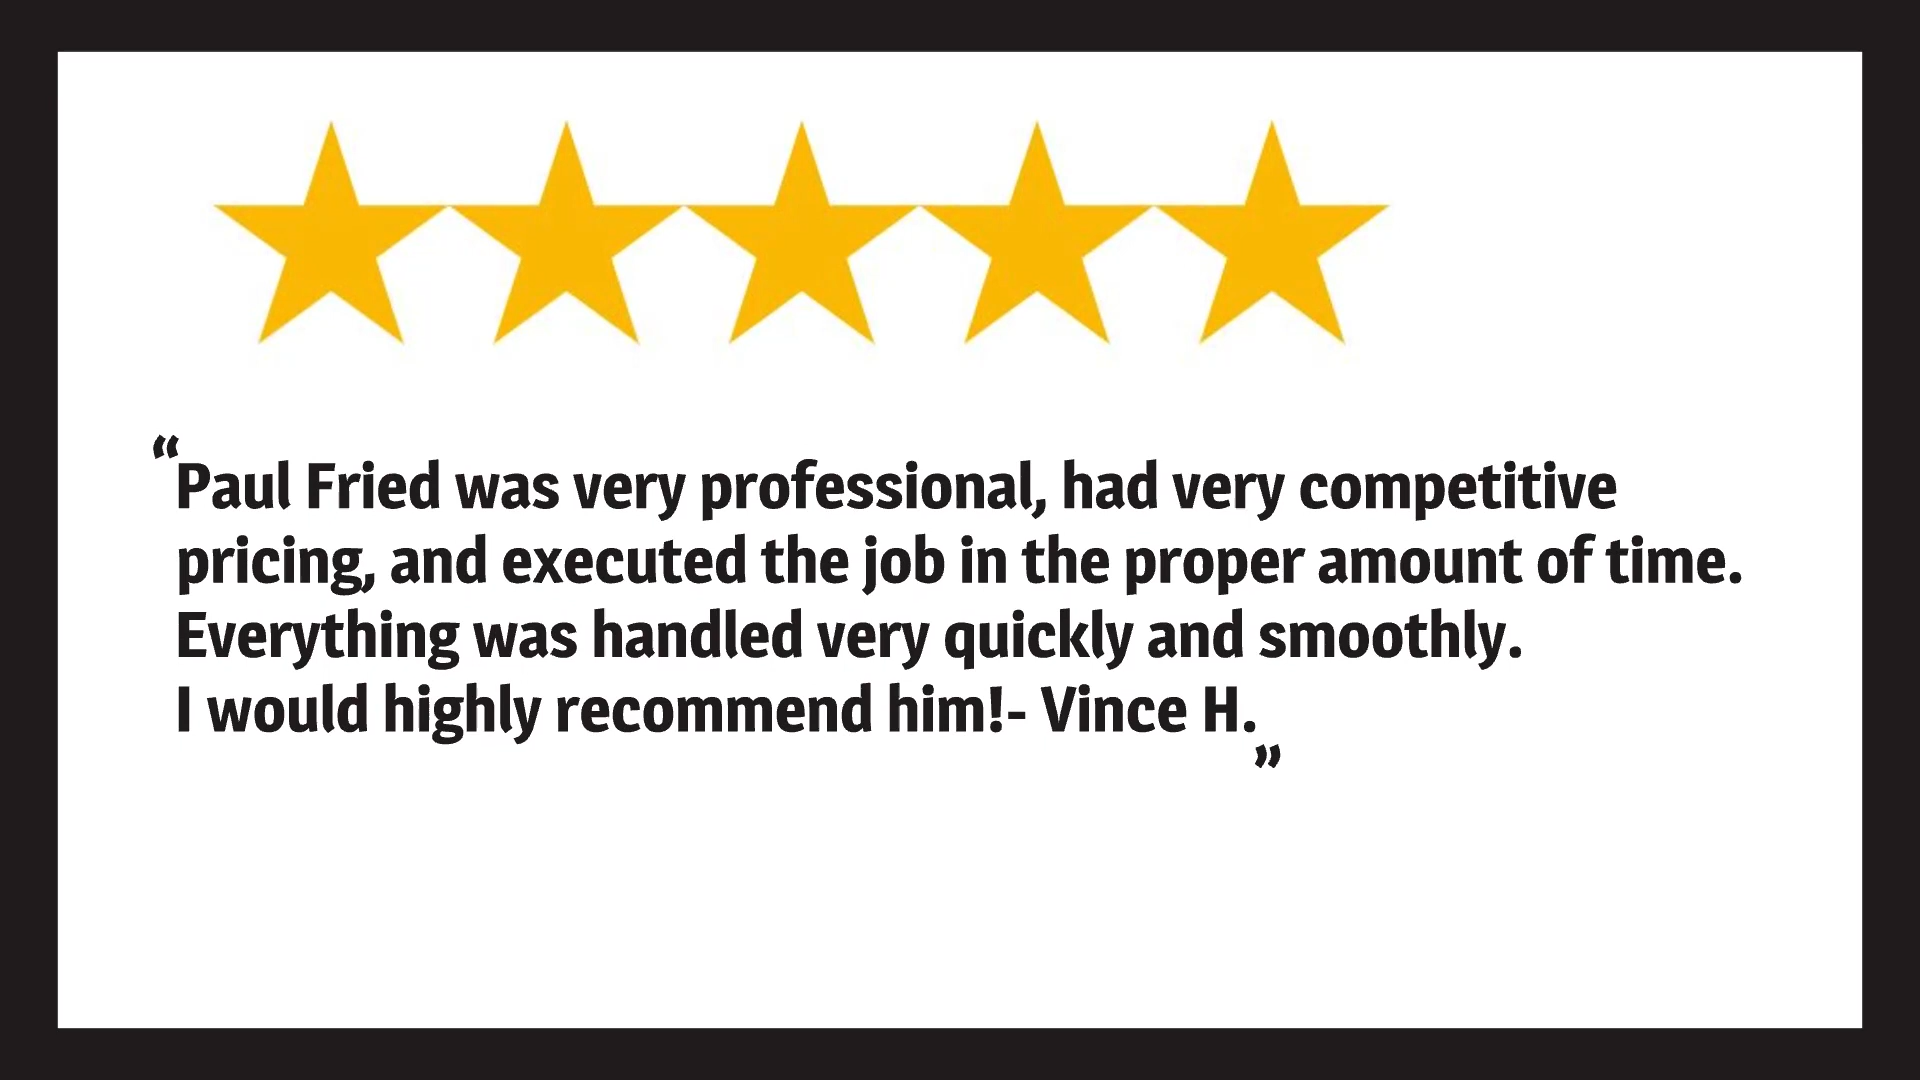 “Paul Fried was very professional, had very competitive
pricing, and executed the job in the proper amount of time.
Everything was handled very quickly and smoothly.
I would highly recommend him!- Vince H.”